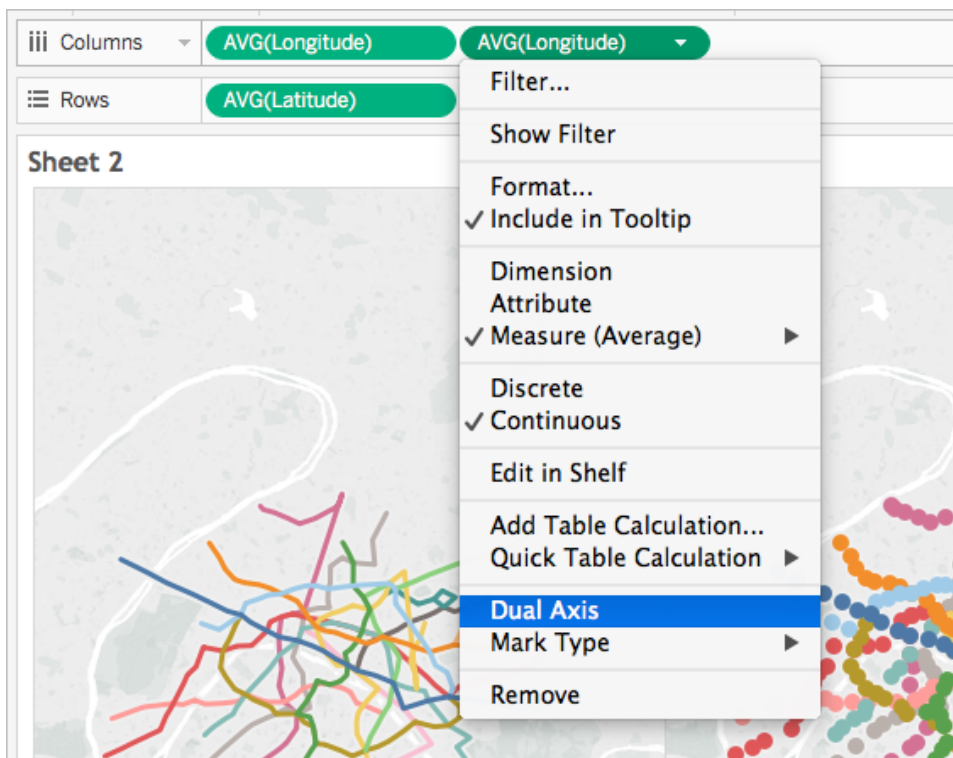 Columns AVG(Longitude) AVG(Longitude)
Rows AVG(Latitude)
Sheet 2
Filter...
Show Filter
Format...
✓ Include in Tooltip
Dimension
Attribute
✓ Measure (Average)
Discrete
✓ Continuous
Edit in Shelf
Add Table Calculation...
Quick Table Calculation
Dual Axis
Mark Type
Remove